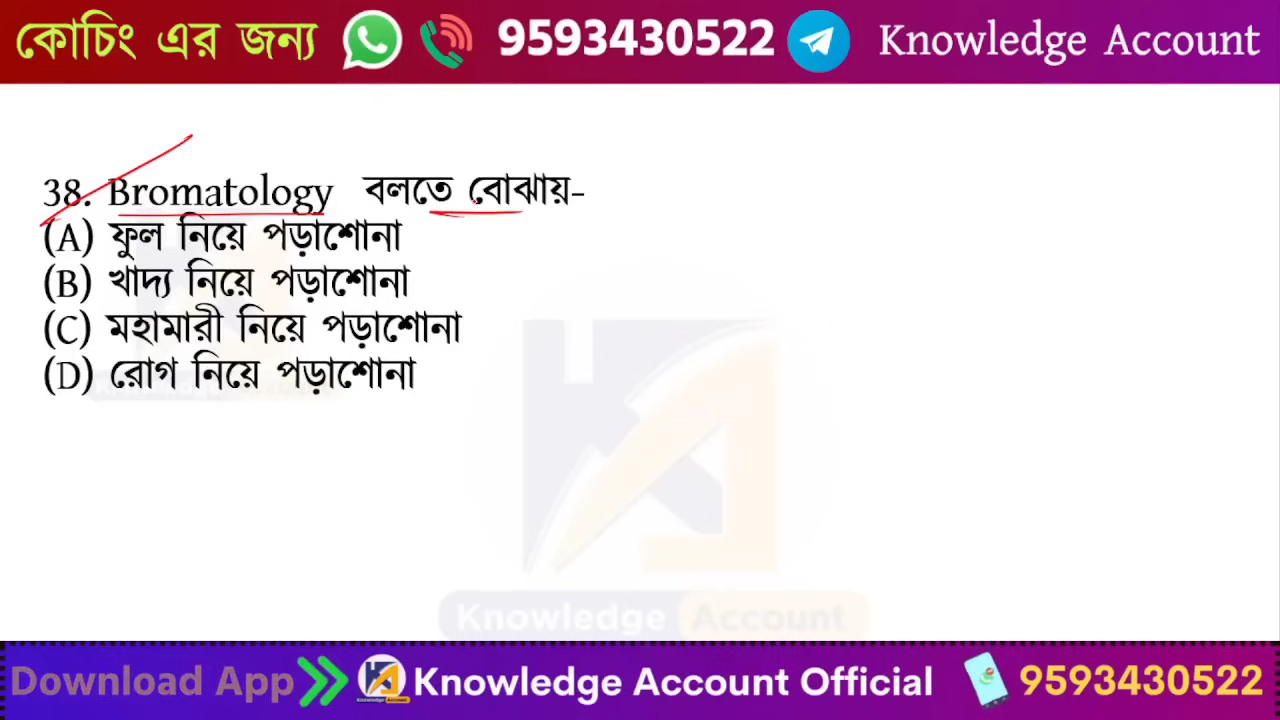 কোচিং এর জন্য 9593430522 Knowledge Account
38. Bromatology বলতে বোঝায়-
(A) ফুল নিয়ে পড়াশোনা
(B) খাদ্য নিয়ে পড়াশোনা
(C) মহামারী নিয়ে পড়াশোনা
(D) রোগ নিয়ে পড়াশোনা
Knowledge Account
Download App Knowledge Account Official 9593430522